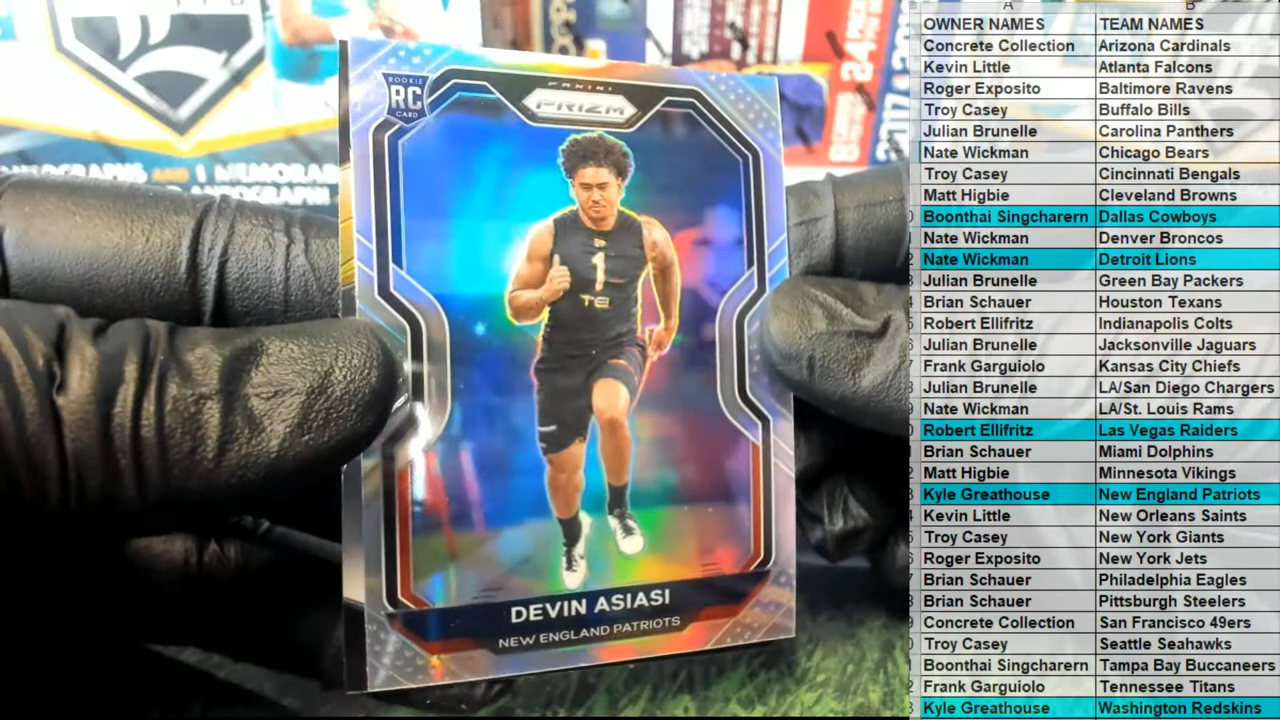 A B
OWNER NAMES TEAM NAMES
Concrete Collection Arizona Cardinals
Kevin Little Atlanta Falcons
Roger Exposito Baltimore Ravens
Troy Casey Buffalo Bills
Julian Brunelle Carolina Panthers
Nate Wickman Chicago Bears
Troy Casey Cincinnati Bengals
Matt Higbie Cleveland Browns
Boonthai Singcharern Dallas Cowboys
Nate Wickman Denver Broncos
Nate Wickman Detroit Lions
Julian Brunelle Green Bay Packers
Brian Schauer Houston Texans
Robert Ellifritz Indianapolis Colts
Julian Brunelle Jacksonville Jaguars
Frank Garguiolo Kansas City Chiefs
Julian Brunelle LA/San Diego Chargers
Nate Wickman LA/St. Louis Rams
Robert Ellifritz Las Vegas Raiders
Brian Schauer Miami Dolphins
Matt Higbie Minnesota Vikings
Kyle Greathouse New England Patriots
Kevin Little New Orleans Saints
Troy Casey New York Giants
Roger Exposito New York Jets
Brian Schauer Philadelphia Eagles
Brian Schauer Pittsburgh Steelers
Concrete Collection San Francisco 49ers
Troy Casey Seattle Seahawks
Boonthai Singcharern Tampa Bay Buccaneers
Frank Garguiolo Tennessee Titans
Kyle Greathouse Washington Redskins
ROOKIE
RC
CARD
PANINI
PRIZM
1
TE
DEVIN ASIASI
NEW ENGLAND PATRIOTS
AND 1
AUTOGRAPH
24